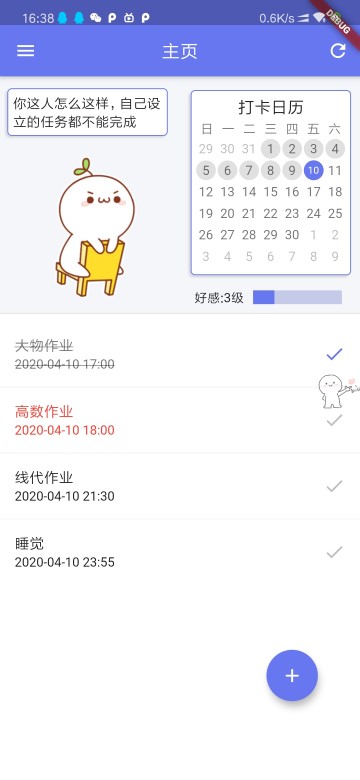 16:38
0.6K/s
DEBUG
主页
你这人怎么这样，自己设
立的任务都不能完成
打卡日历
日 一 二 三 四 五 六
29 30 31 1 2 3 4
5 6 7 8 9 10 11
12 13 14 15 16 17 18
19 20 21 22 23 24 25
26 27 28 29 30 1 2
3 4 5 6 7 8 9
好感:3级
大物作业
2020-04-10 17:00
高数作业
2020-04-10 18:00
线代作业
2020-04-10 21:30
睡觉
2020-04-10 23:55